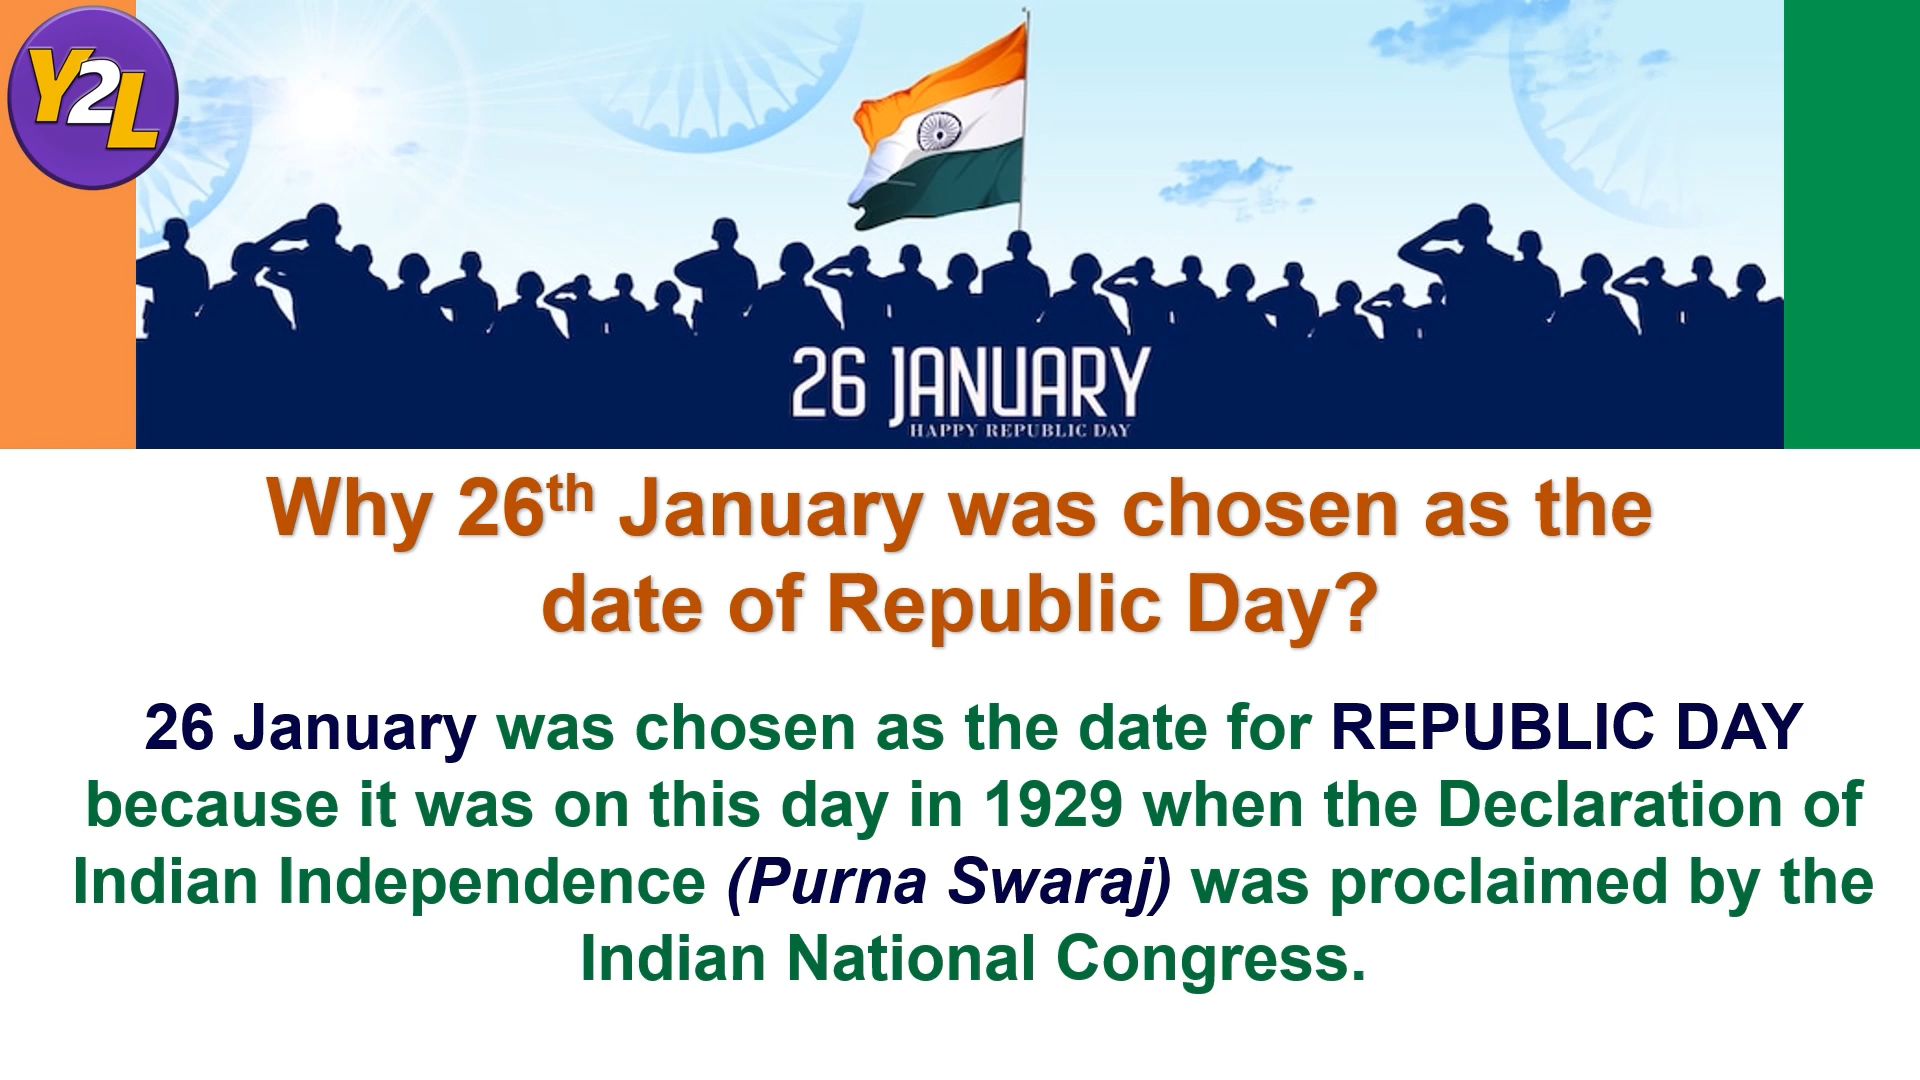 Y2L
26 JANUARY
HAPPY REPUBLIC DAY
Why 26th January was chosen as the
date of Republic Day?
26 January was chosen as the date for REPUBLIC DAY
because it was on this day in 1929 when the Declaration of
Indian Independence (Purna Swaraj) was proclaimed by the
Indian National Congress.